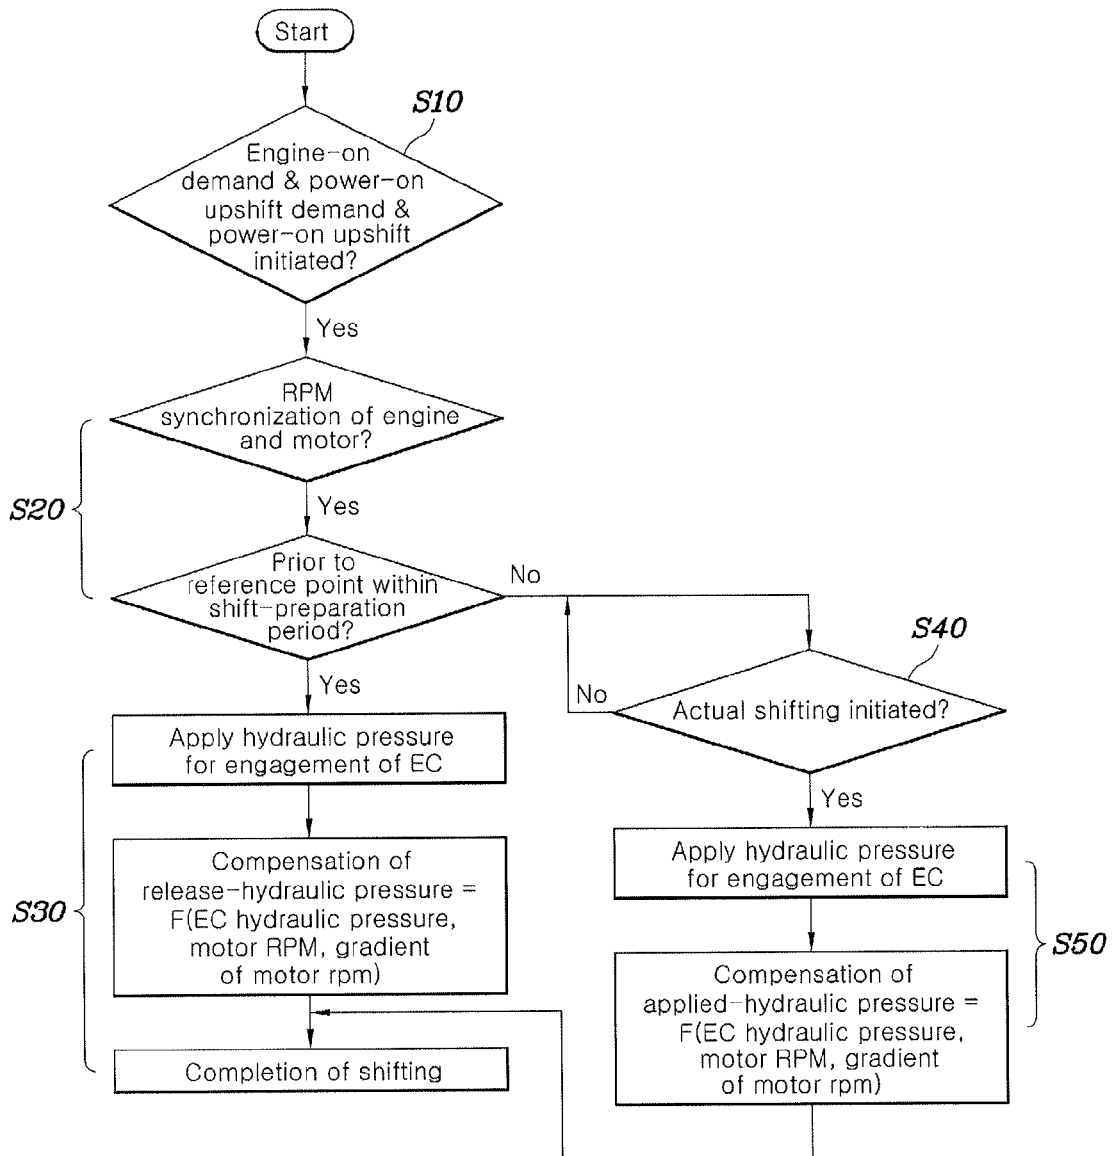 Start
S10
Engine-on
demand & power-on
upshift demand &
power-on upshift
initiated?
Yes
RPM
synchronization of engine
and motor?
S20
Yes
Prior to
reference point within
shift-preparation
period?
No
S40
Yes
No
Actual shifting initiated?
Apply hydraulic pressure
for engagement of EC
Yes
Compensation of
release-hydraulic pressure =
F(EC hydraulic pressure,
motor RPM, gradient
of motor rpm)
S30
Apply hydraulic pressure
for engagement of EC
S50
Compensation of
applied-hydraulic pressure =
F(EC hydraulic pressure,
motor RPM, gradient
of motor rpm)
Completion of shifting